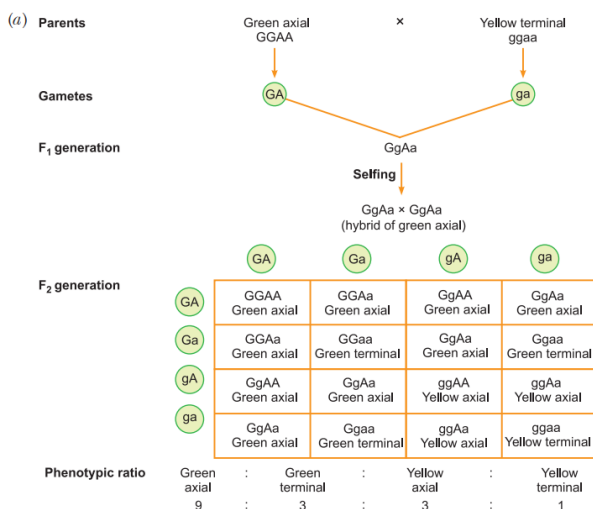 (a) Parents Green axial × Yellow terminal
GGAA ggaa
Gametes GA ga
F1 generation GgAa
Selfing
GgAa × GgAa
(hybrid of green axial)
GA Ga gA ga
F2 generation
GA GGAA GGAa GgAA GgAa
Green axial Green axial Green axial Green axial
Ga GGAa GGaa GgAa Ggaa
Green axial Green terminal Green axial Green terminal
gA GgAA GgAa ggAA ggAa
Green axial Green axial Yellow axial Yellow axial
ga GgAa Ggaa ggAa ggaa
Green axial Green terminal Yellow axial Yellow terminal
Phenotypic ratio Green : Green : Yellow : Yellow
axial terminal axial terminal
9 : 3 : 3 : 1